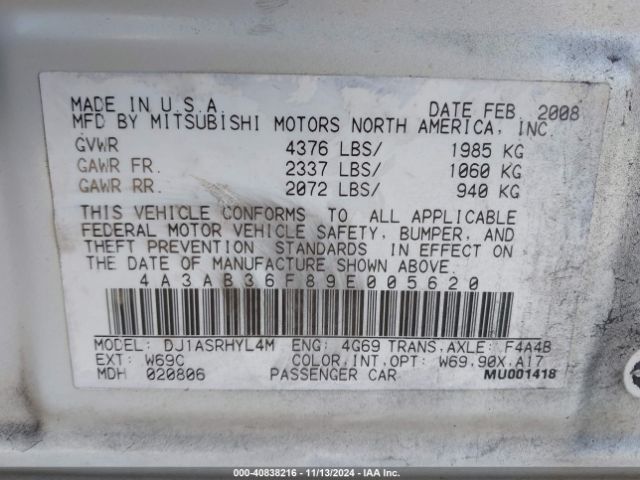 MADE IN U.S.A. DATE FEB. 2008
MFD BY MITSUBISHI MOTORS NORTH AMERICA, INC.
GVWR 4376 LBS/ 1985 KG
GAWR FR. 2337 LBS/ 1060 KG
GAWR RR. 2072 LBS/ 940 KG
THIS VEHICLE CONFORMS TO ALL APPLICABLE
FEDERAL MOTOR VEHICLE SAFETY, BUMPER, AND
THEFT PREVENTION STANDARDS IN EFFECT ON
THE DATE OF MANUFACTURE SHOWN ABOVE.
4A3AB36F89E005620
MODEL: DJ1ASRHYL4M ENG: 4G69 TRANS,AXLE: F4A4B
EXT: W69C COLOR,INT,OPT: W69,90X,A17
MDH 020806 PASSENGER CAR MU001418
000-40838216 - 11/13/2024 - IAA Inc.